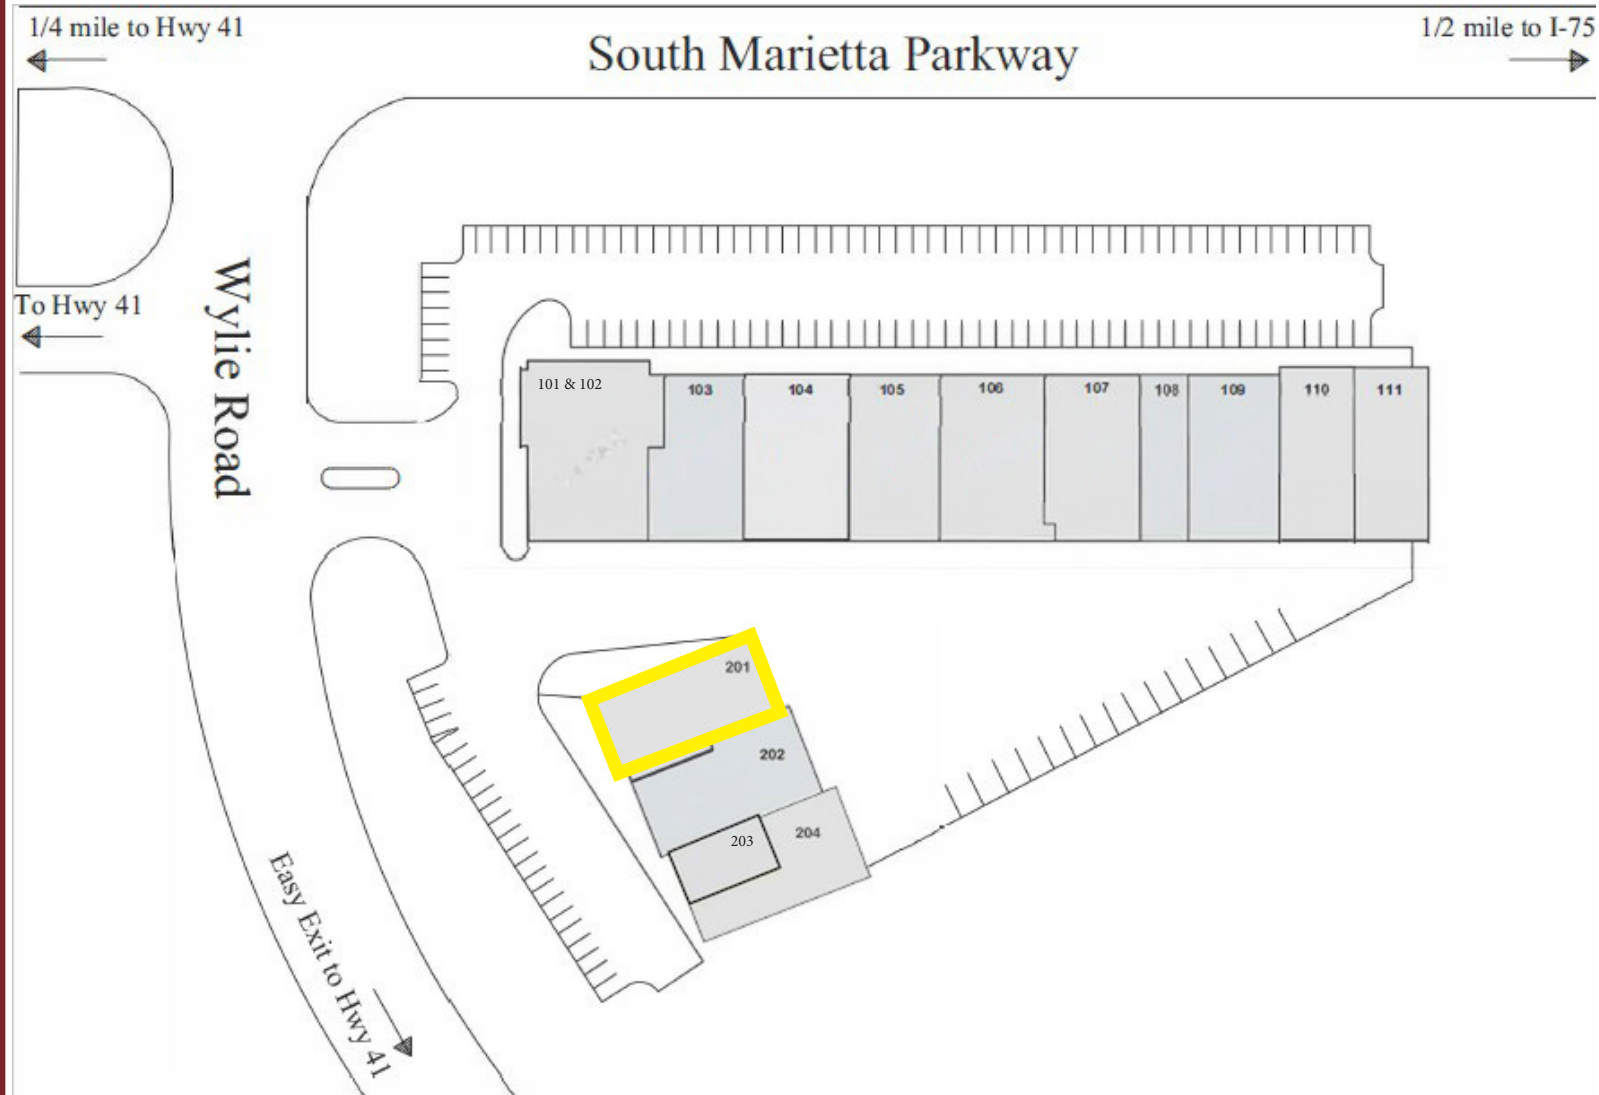 1/4 mile to Hwy 41
South Marietta Parkway
1/2 mile to I-75
To Hwy 41
Wylie Road
101 & 102
103
104
105
106
107
108
109
110
111
201
202
203
204
Easy Exit to Hwy 41